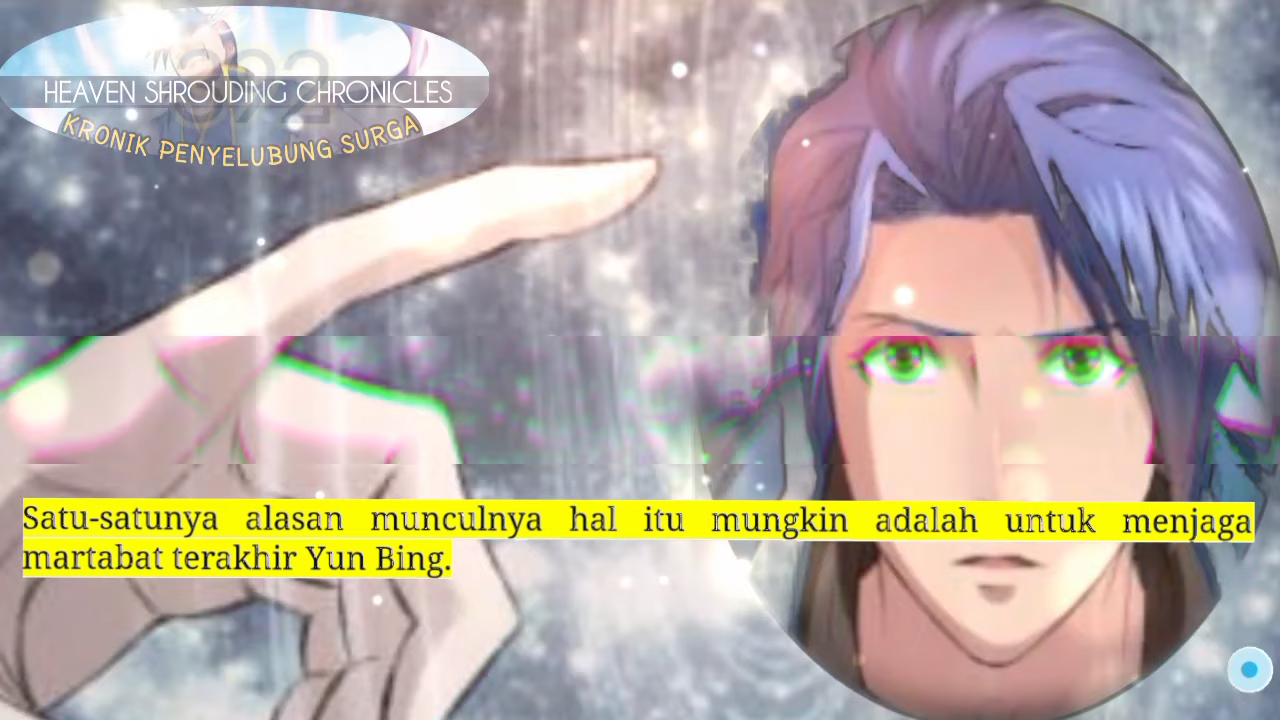 HEAVEN SHROUDING CHRONICLES
KRONIK PENYELUBUNG SURGA
Satu-satunya alasan munculnya hal itu mungkin adalah untuk menjaga
martabat terakhir Yun Bing.